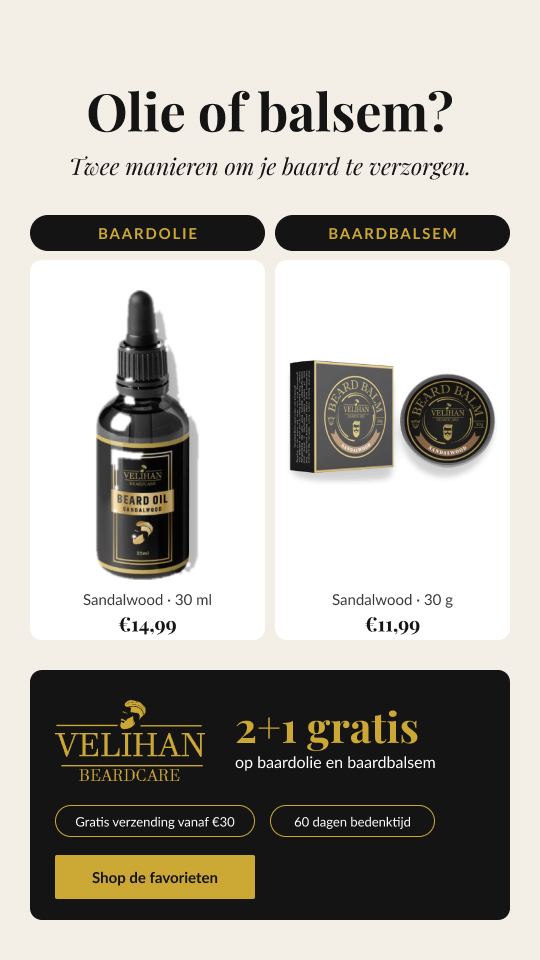 Olie of balsem?
Twee manieren om je baard te verzorgen.
BAARDOLIE
BAARDBALSEM
VELIHAN
BEARDCARE
BEARD OIL
SANDALWOOD
BEARD BALM
VELIHAN
SANDALWOOD
BEARD BALM
VELIHAN
SANDALWOOD
Sandalwood · 30 ml
€14,99
Sandalwood · 30 g
€11,99
VELIHAN
BEARDCARE
2+1 gratis
op baardolie en baardbalsem
Gratis verzending vanaf €30
60 dagen bedenktijd
Shop de favorieten